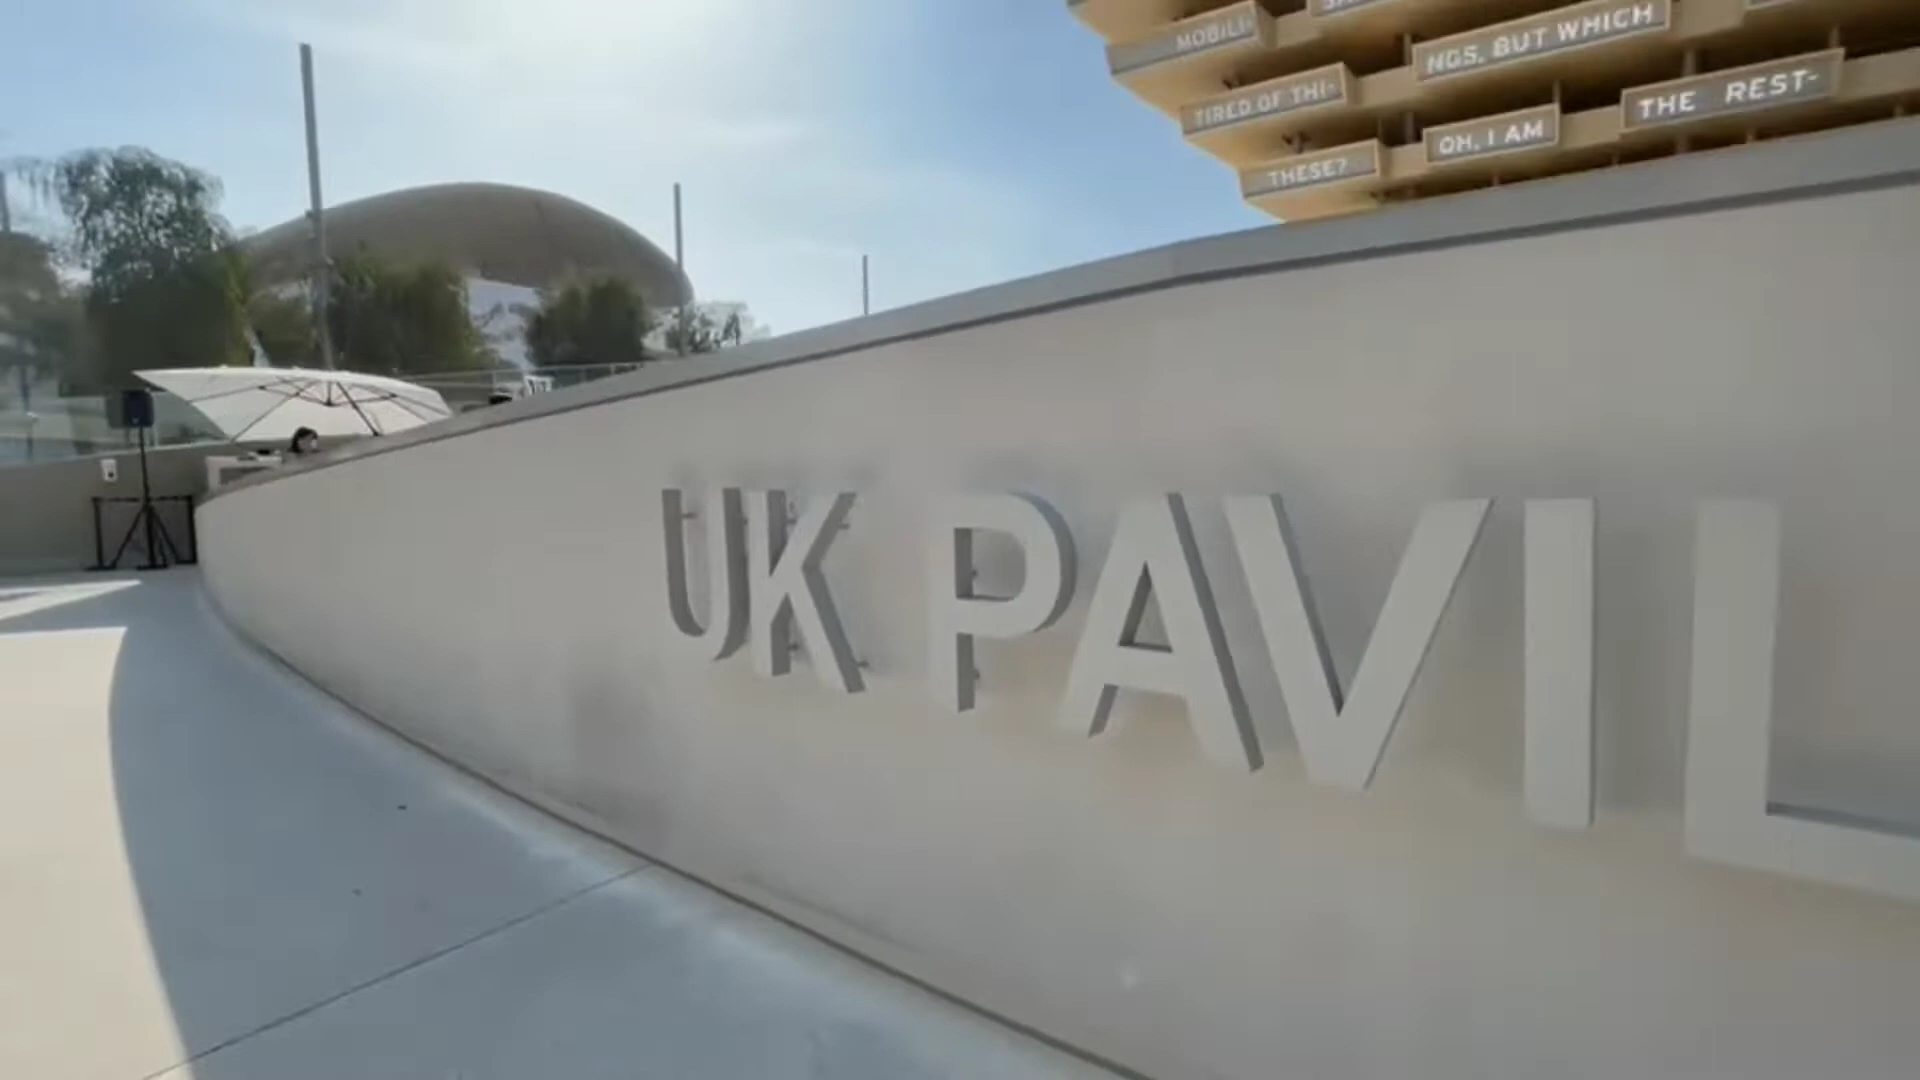 MOBILI-
NGS, BUT WHICH
TIRED OF THI-
THE REST-
OH, I AM
THESE?
UK PAVIL